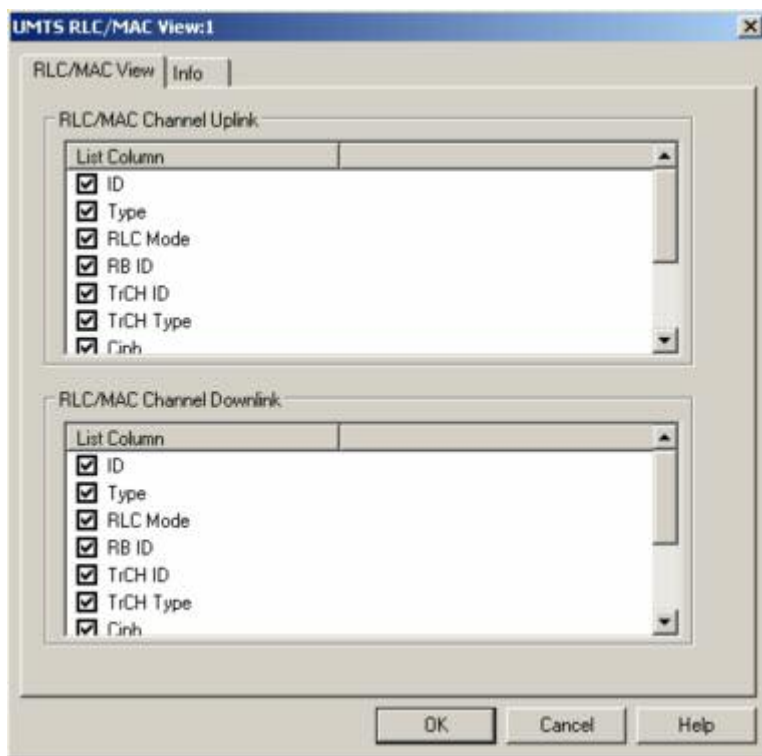 UMTS RLC/MAC View:1
RLC/MAC View Info
RLC/MAC Channel Uplink
List Column
ID
Type
RLC Mode
RB ID
TrCH ID
TrCH Type
Ciph
RLC/MAC Channel Downlink
List Column
ID
Type
RLC Mode
RB ID
TrCH ID
TrCH Type
Ciph
OK Cancel Help